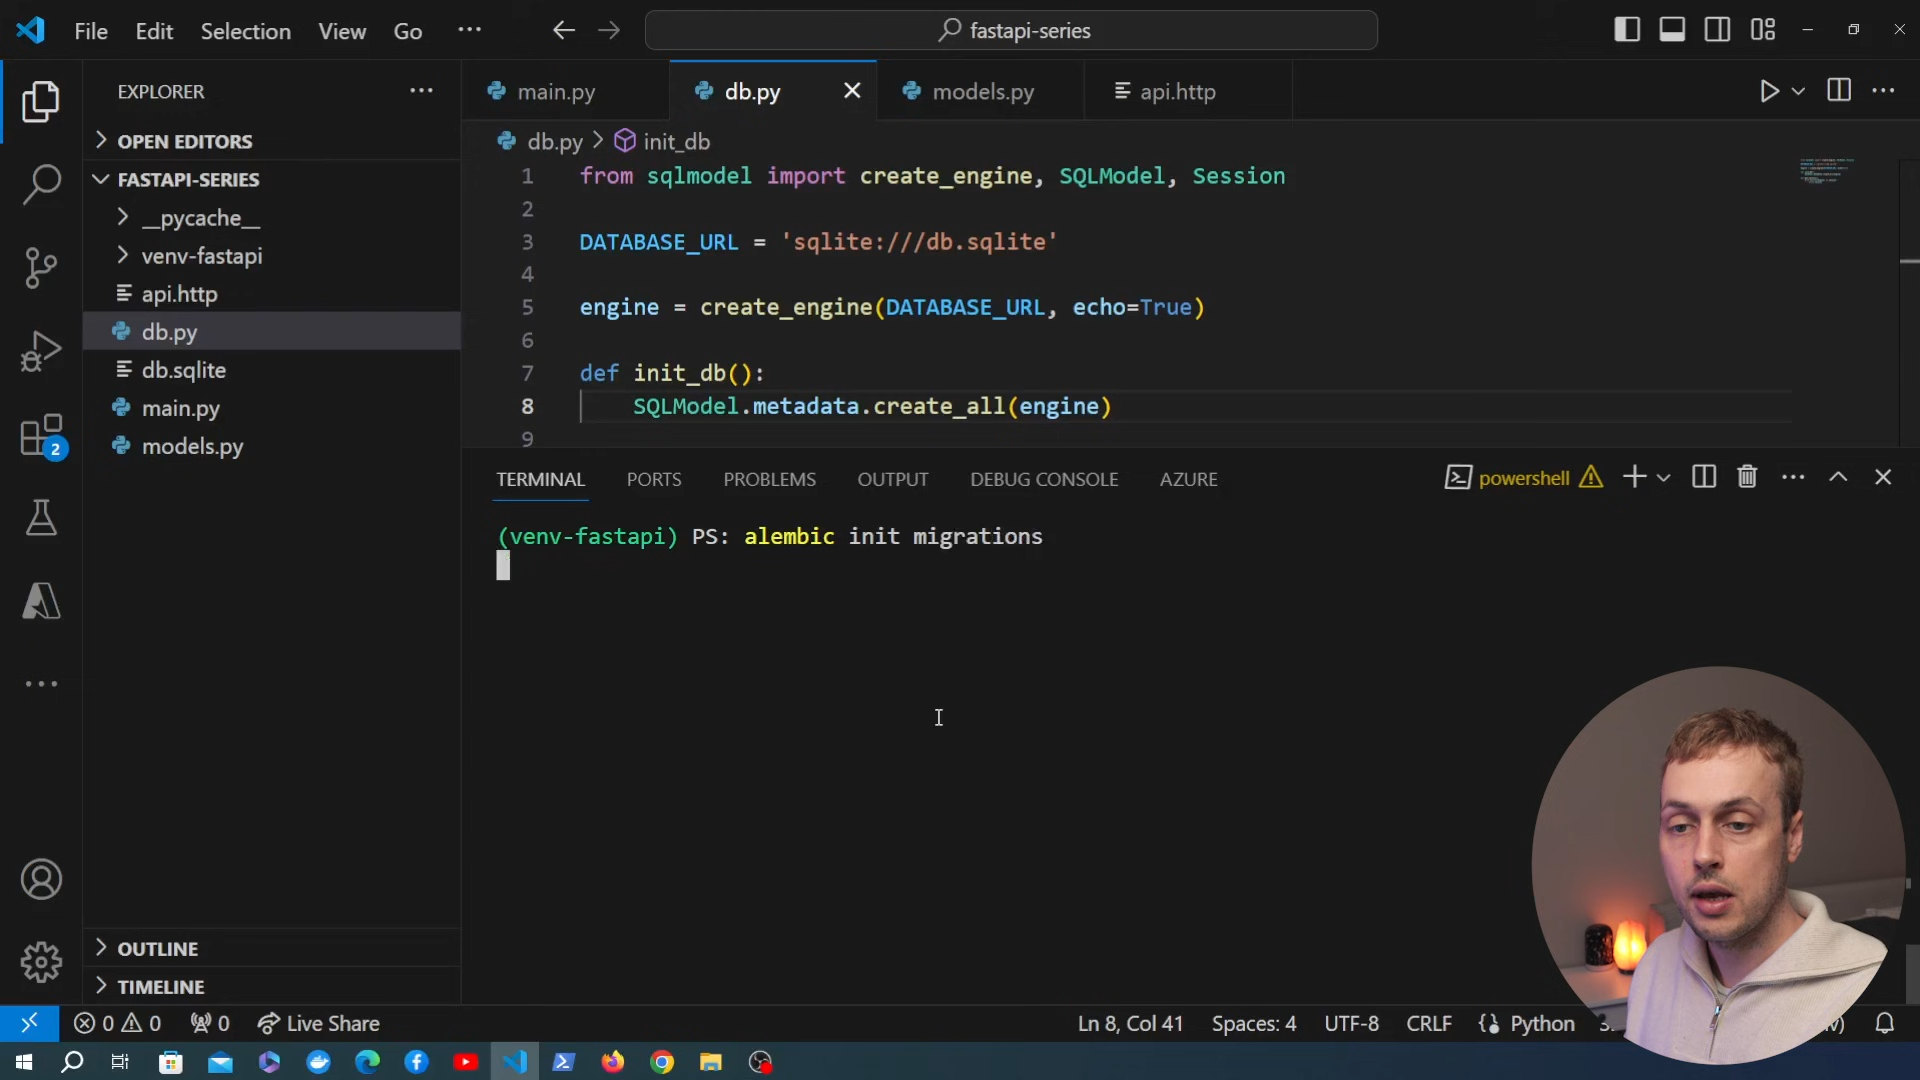 File Edit Selection View Go ··· fastapi-series
EXPLORER ···
main.py db.py models.py api.http
OPEN EDITORS
db.py > init_db
FASTAPI-SERIES
__pycache__
venv-fastapi
api.http
db.py
db.sqlite
main.py
models.py
2
1 from sqlmodel import create_engine, SQLModel, Session
2
3 DATABASE_URL = 'sqlite:///db.sqlite'
4
5 engine = create_engine(DATABASE_URL, echo=True)
6
7 def init_db():
8 SQLModel.metadata.create_all(engine)
9
TERMINAL PORTS PROBLEMS OUTPUT DEBUG CONSOLE AZURE powershell
(venv-fastapi) PS: alembic init migrations
OUTLINE
TIMELINE
0 0 0 Live Share Ln 8, Col 41 Spaces: 4 UTF-8 CRLF {} Python